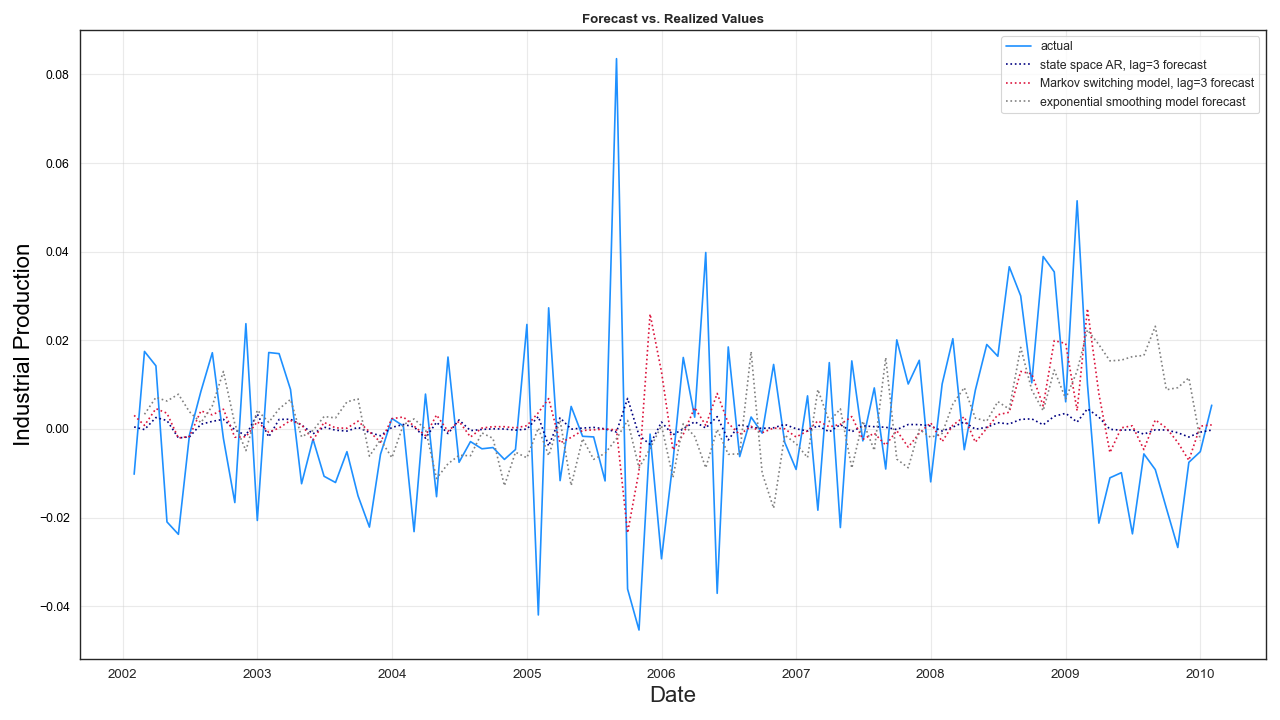 Forecast vs. Realized Values
actual
state space AR, lag=3 forecast
Markov switching model, lag=3 forecast
exponential smoothing model forecast
0.08
0.06
0.04
0.02
0.00
−0.02
−0.04
Industrial Production
2002 2003 2004 2005 2006 2007 2008 2009 2010
Date